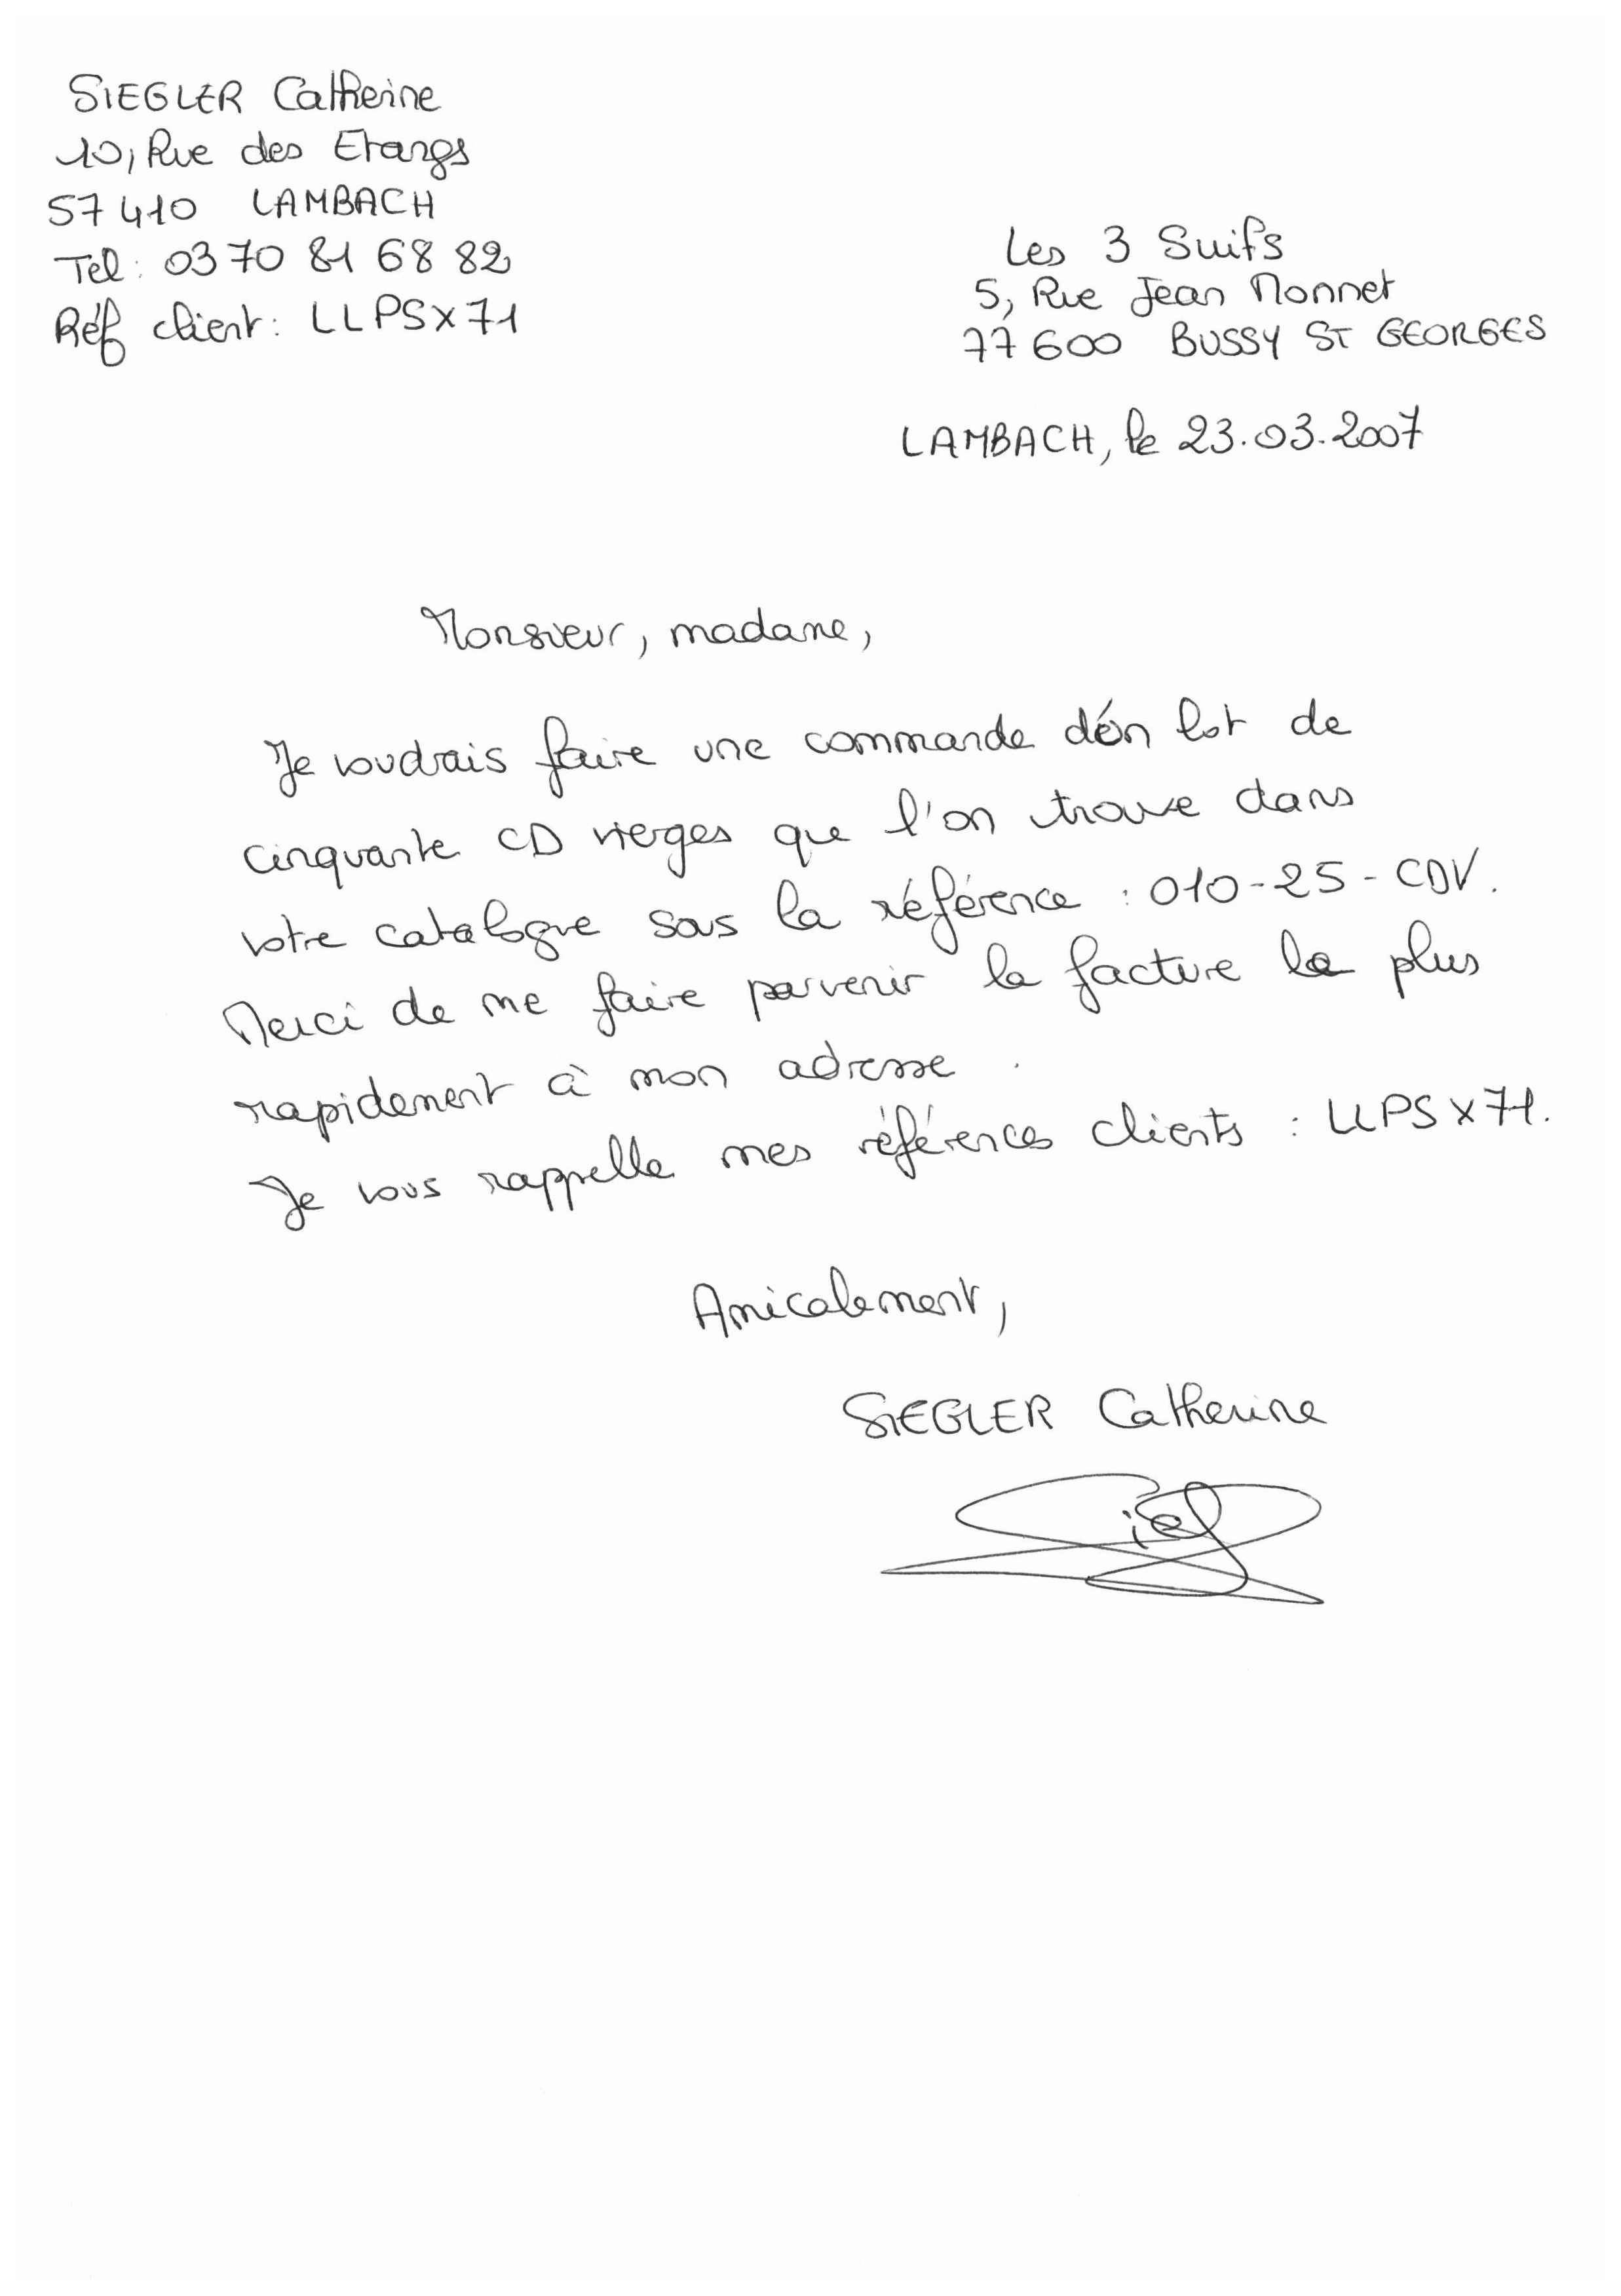 SIEGLER Catherine
10, Rue des Etangs
57410 LAMBACH
Tel: 03 70 81 68 82
Réf client: LLPSX71
Les 3 Suifs
5, Rue Jean Monnet
77600 BUSSY ST GEORGES
LAMBACH, le 23.03.2007
Monsieur, madame,
Je voudrais faire une commande d'un lot de
cinquante CD vierges que l'on trouve dans
votre catalogue sous la référence : 010-25-CDV.
Merci de me faire parvenir la facture le plus
rapidement à mon adresse.
Je vous rappelle mes références clients : LLPSX71.
Amicalement,
SIEGLER Catherine